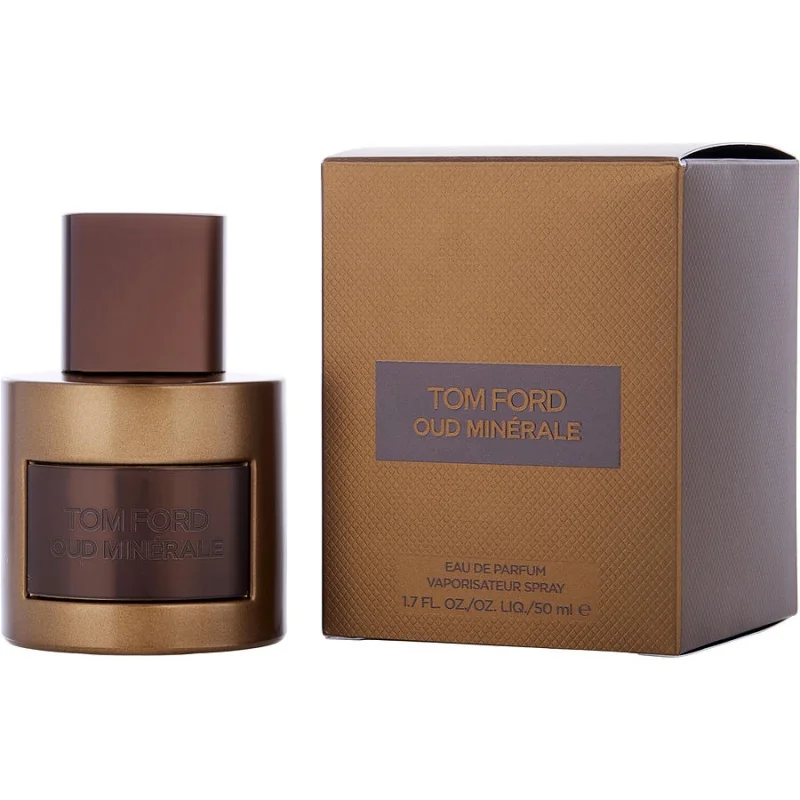 TOM FORD
OUD MINÉRALE
TOM FORD
OUD MINÉRALE
EAU DE PARFUM
VAPORISATEUR SPRAY
1.7 FL. OZ./OZ. LIQ./50 ml ℮